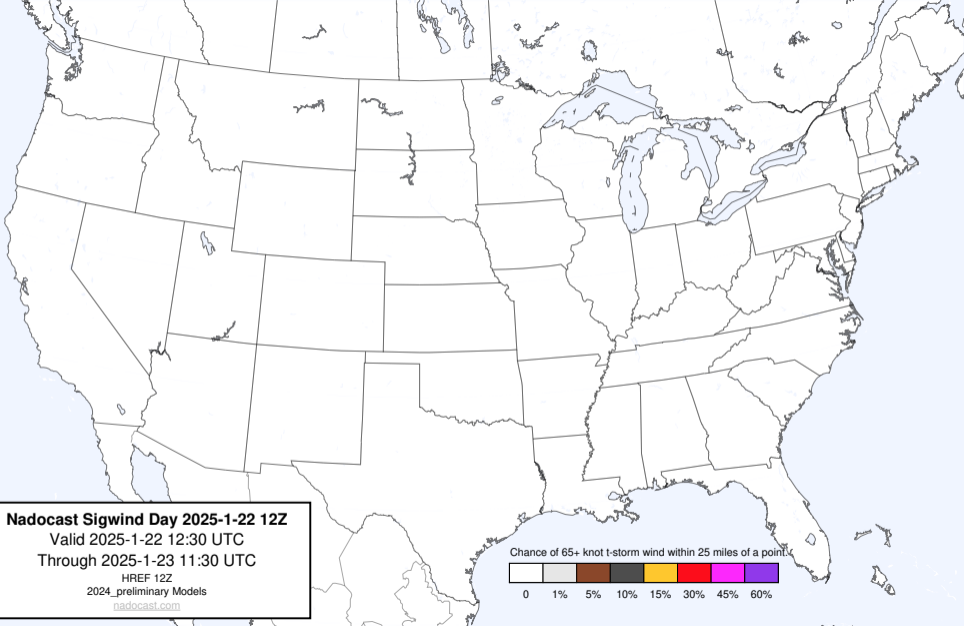 Nadocast Sigwind Day 2025-1-22 12Z
Valid 2025-1-22 12:30 UTC
Through 2025-1-23 11:30 UTC
HREF 12Z
2024_preliminary Models
nadocast.com
Chance of 65+ knot t-storm wind within 25 miles of a point.
0 1% 5% 10% 15% 30% 45% 60%